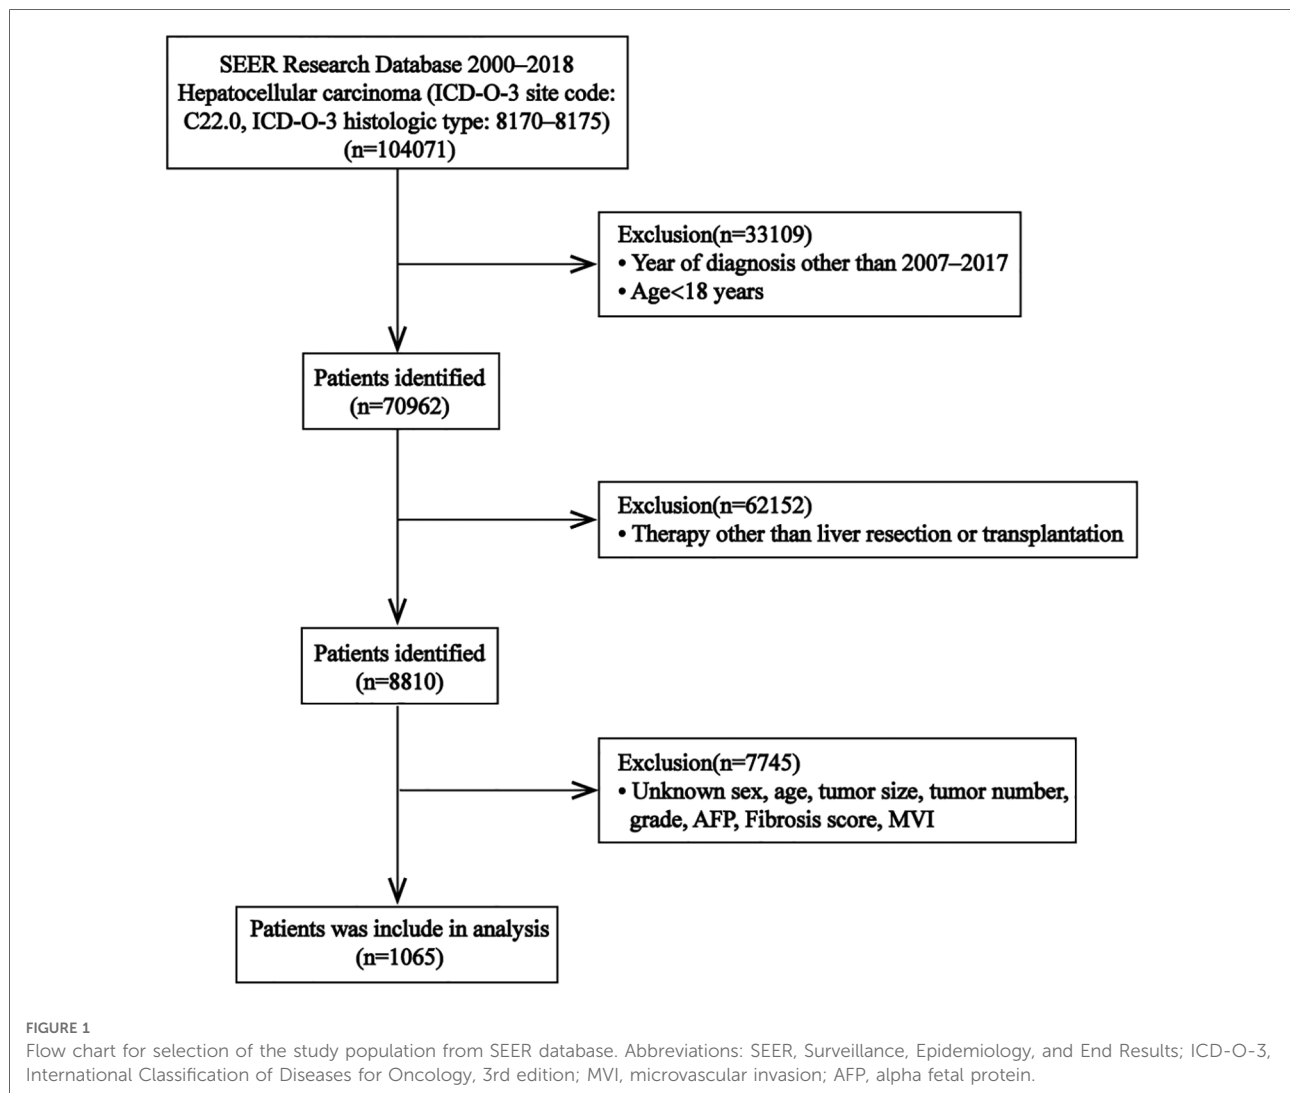 SEER Research Database 2000–2018
Hepatocellular carcinoma (ICD-O-3 site code:
C22.0, ICD-O-3 histologic type: 8170–8175)
(n=104071)
Exclusion(n=33109)
• Year of diagnosis other than 2007–2017
• Age<18 years
Patients identified
(n=70962)
Exclusion(n=62152)
• Therapy other than liver resection or transplantation
Patients identified
(n=8810)
Exclusion(n=7745)
• Unknown sex, age, tumor size, tumor number,
grade, AFP, Fibrosis score, MVI
Patients was include in analysis
(n=1065)
FIGURE 1
Flow chart for selection of the study population from SEER database. Abbreviations: SEER, Surveillance, Epidemiology, and End Results; ICD-O-3,
International Classification of Diseases for Oncology, 3rd edition; MVI, microvascular invasion; AFP, alpha fetal protein.